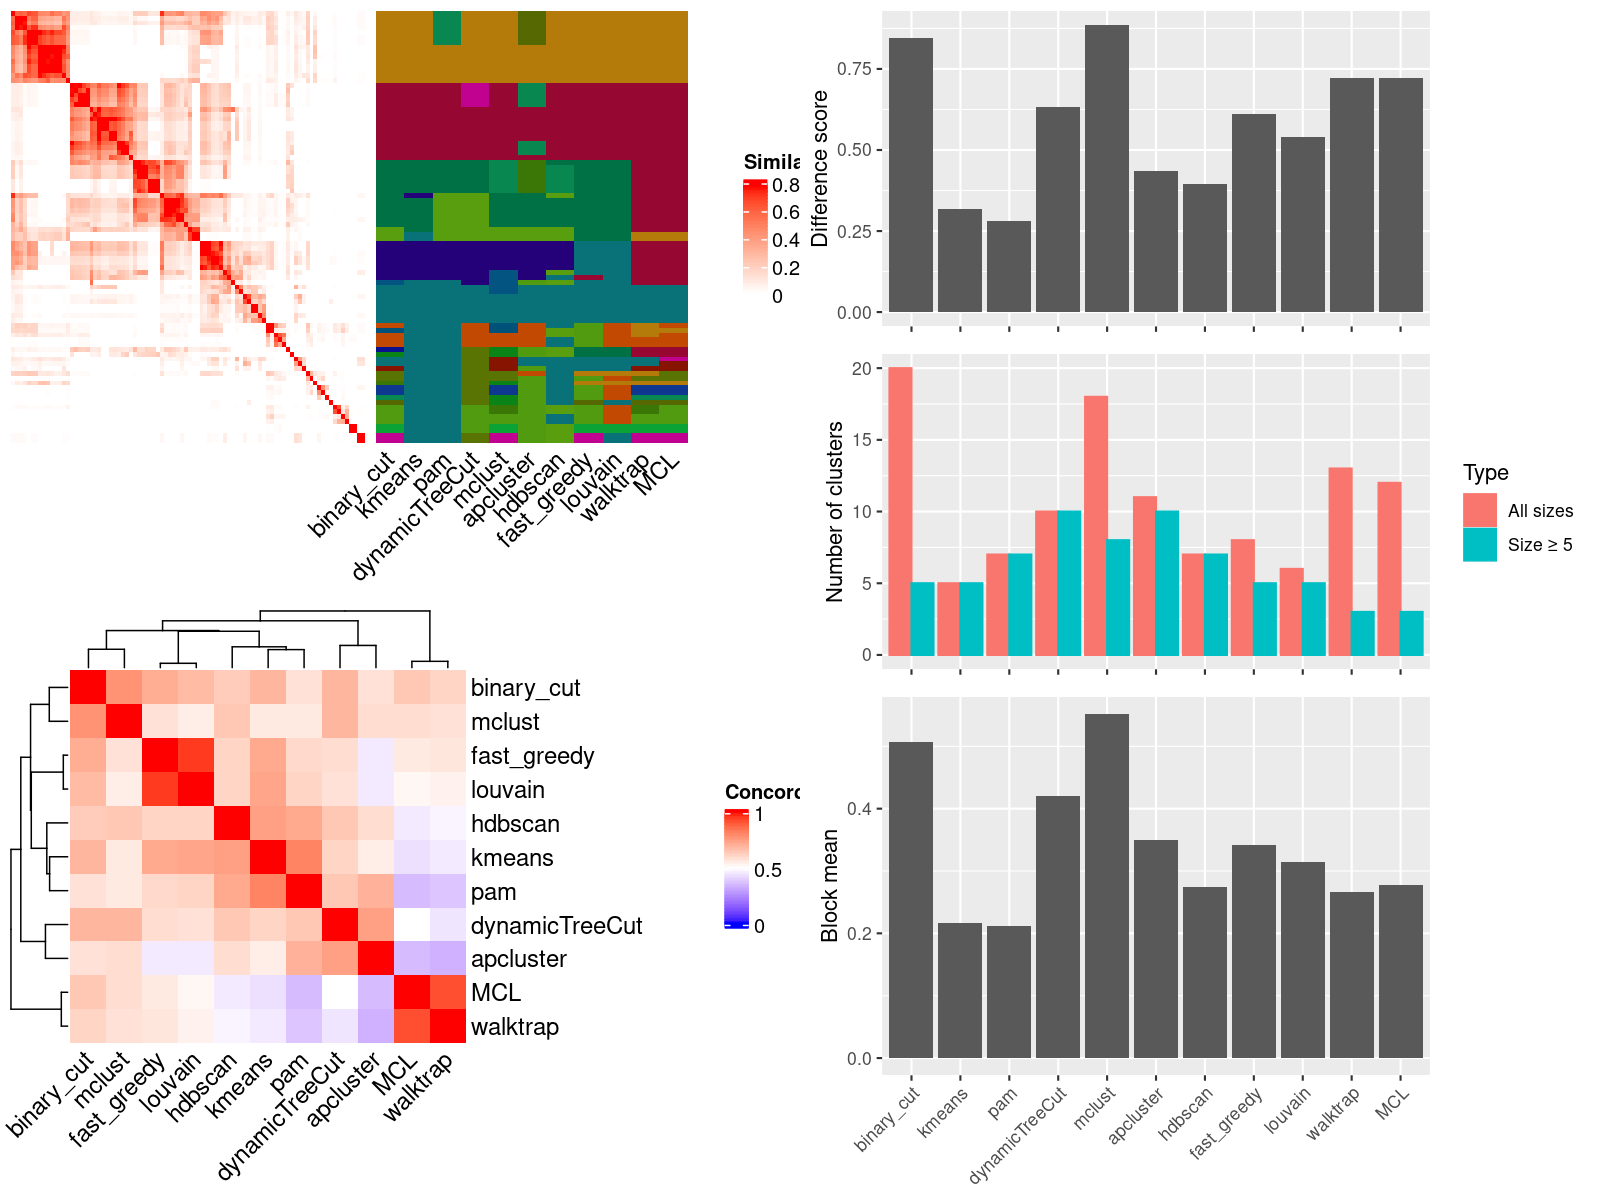 Simila
0.8
0.6
0.4
0.2
0
binary_cut
kmeans
pam
dynamicTreeCut
mclust
apcluster
hdbscan
fast_greedy
louvain
walktrap
MCL
Difference score
0.75
0.50
0.25
0.00
Number of clusters
20
15
10
5
0
Type
All sizes
Size ≥ 5
binary_cut
mclust
fast_greedy
louvain
hdbscan
kmeans
pam
dynamicTreeCut
apcluster
MCL
walktrap
binary_cut
mclust
fast_greedy
louvain
hdbscan
kmeans
pam
dynamicTreeCut
apcluster
MCL
walktrap
Concord
1
0.5
0
Block mean
0.4
0.2
0.0
binary_cut
kmeans
pam
dynamicTreeCut
mclust
apcluster
hdbscan
fast_greedy
louvain
walktrap
MCL